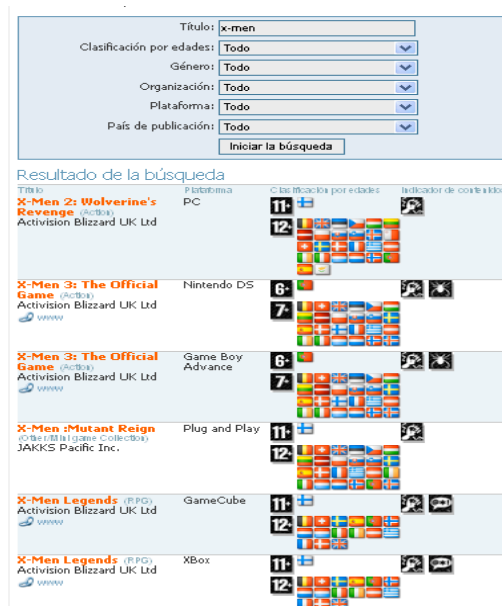 Título: x-men
Clasificación por edades: Todo
Género: Todo
Organización: Todo
Plataforma: Todo
País de publicación: Todo
Iniciar la búsqueda
Resultado de la búsqueda
Título Plataforma Clasificación por edades Indicador de contenido
X-Men 2: Wolverine's PC 11+
Revenge (Action)
Activision Blizzard UK Ltd 12+
X-Men 3: The Official Nintendo DS 6+
Game (Action)
Activision Blizzard UK Ltd 7+
www
X-Men 3: The Official Game Boy 6+
Game (Action) Advance
Activision Blizzard UK Ltd 7+
www
X-Men :Mutant Reign Plug and Play 11+
(Other/Minigame Collection)
JAKKS Pacific Inc. 12+
X-Men Legends (RPG) GameCube 11+
Activision Blizzard UK Ltd
www 12+
X-Men Legends (RPG) XBox 11+
Activision Blizzard UK Ltd
www 12+